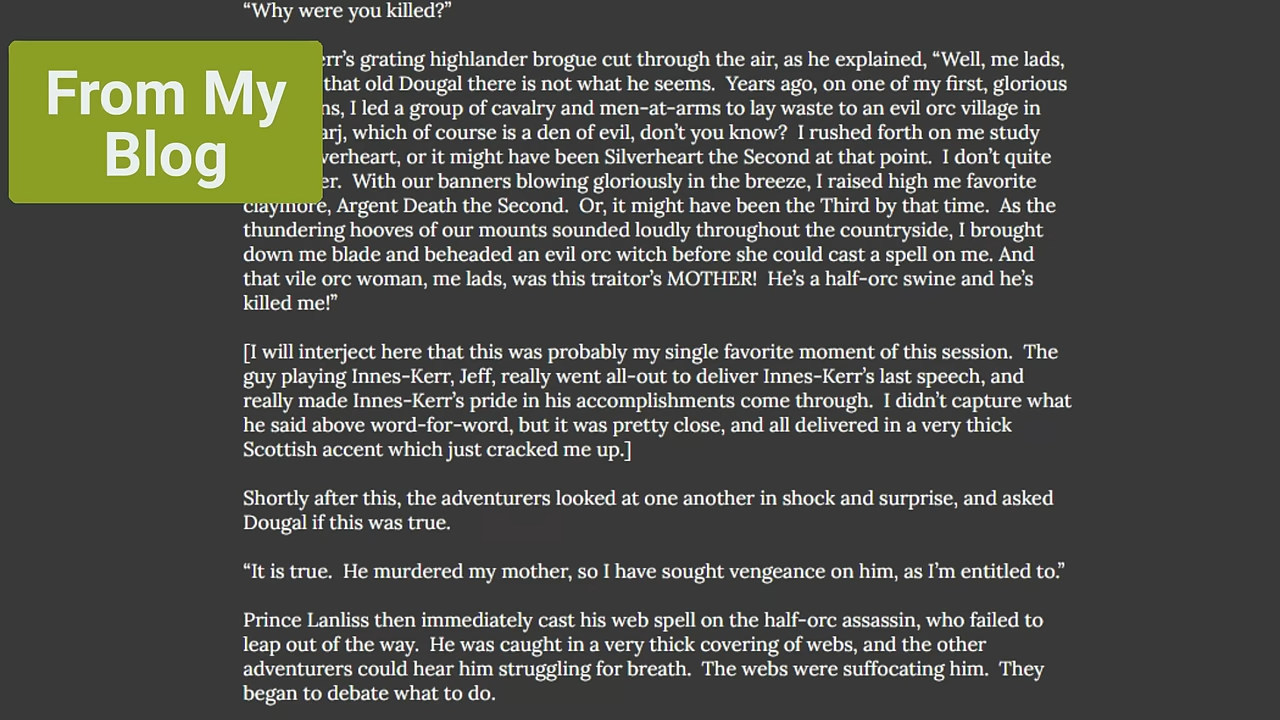 “Why were you killed?”
From My
Blog
err’s grating highlander brogue cut through the air, as he explained, “Well, me lads,
that old Dougal there is not what he seems.  Years ago, on one of my first, glorious
ns, I led a group of cavalry and men-at-arms to lay waste to an evil orc village in
arj, which of course is a den of evil, don’t you know?  I rushed forth on me study
verheart, or it might have been Silverheart the Second at that point.  I don’t quite
er.  With our banners blowing gloriously in the breeze, I raised high me favorite
claymore, Argent Death the Second.  Or, it might have been the Third by that time.  As the
thundering hooves of our mounts sounded loudly throughout the countryside, I brought
down me blade and beheaded an evil orc witch before she could cast a spell on me. And
that vile orc woman, me lads, was this traitor’s MOTHER!  He’s a half-orc swine and he’s
killed me!”
[I will interject here that this was probably my single favorite moment of this session.  The
guy playing Innes-Kerr, Jeff, really went all-out to deliver Innes-Kerr’s last speech, and
really made Innes-Kerr’s pride in his accomplishments come through.  I didn’t capture what
he said above word-for-word, but it was pretty close, and all delivered in a very thick
Scottish accent which just cracked me up.]
Shortly after this, the adventurers looked at one another in shock and surprise, and asked
Dougal if this was true.
“It is true.  He murdered my mother, so I have sought vengeance on him, as I’m entitled to.”
Prince Lanliss then immediately cast his web spell on the half-orc assassin, who failed to
leap out of the way.  He was caught in a very thick covering of webs, and the other
adventurers could hear him struggling for breath.  The webs were suffocating him.  They
began to debate what to do.